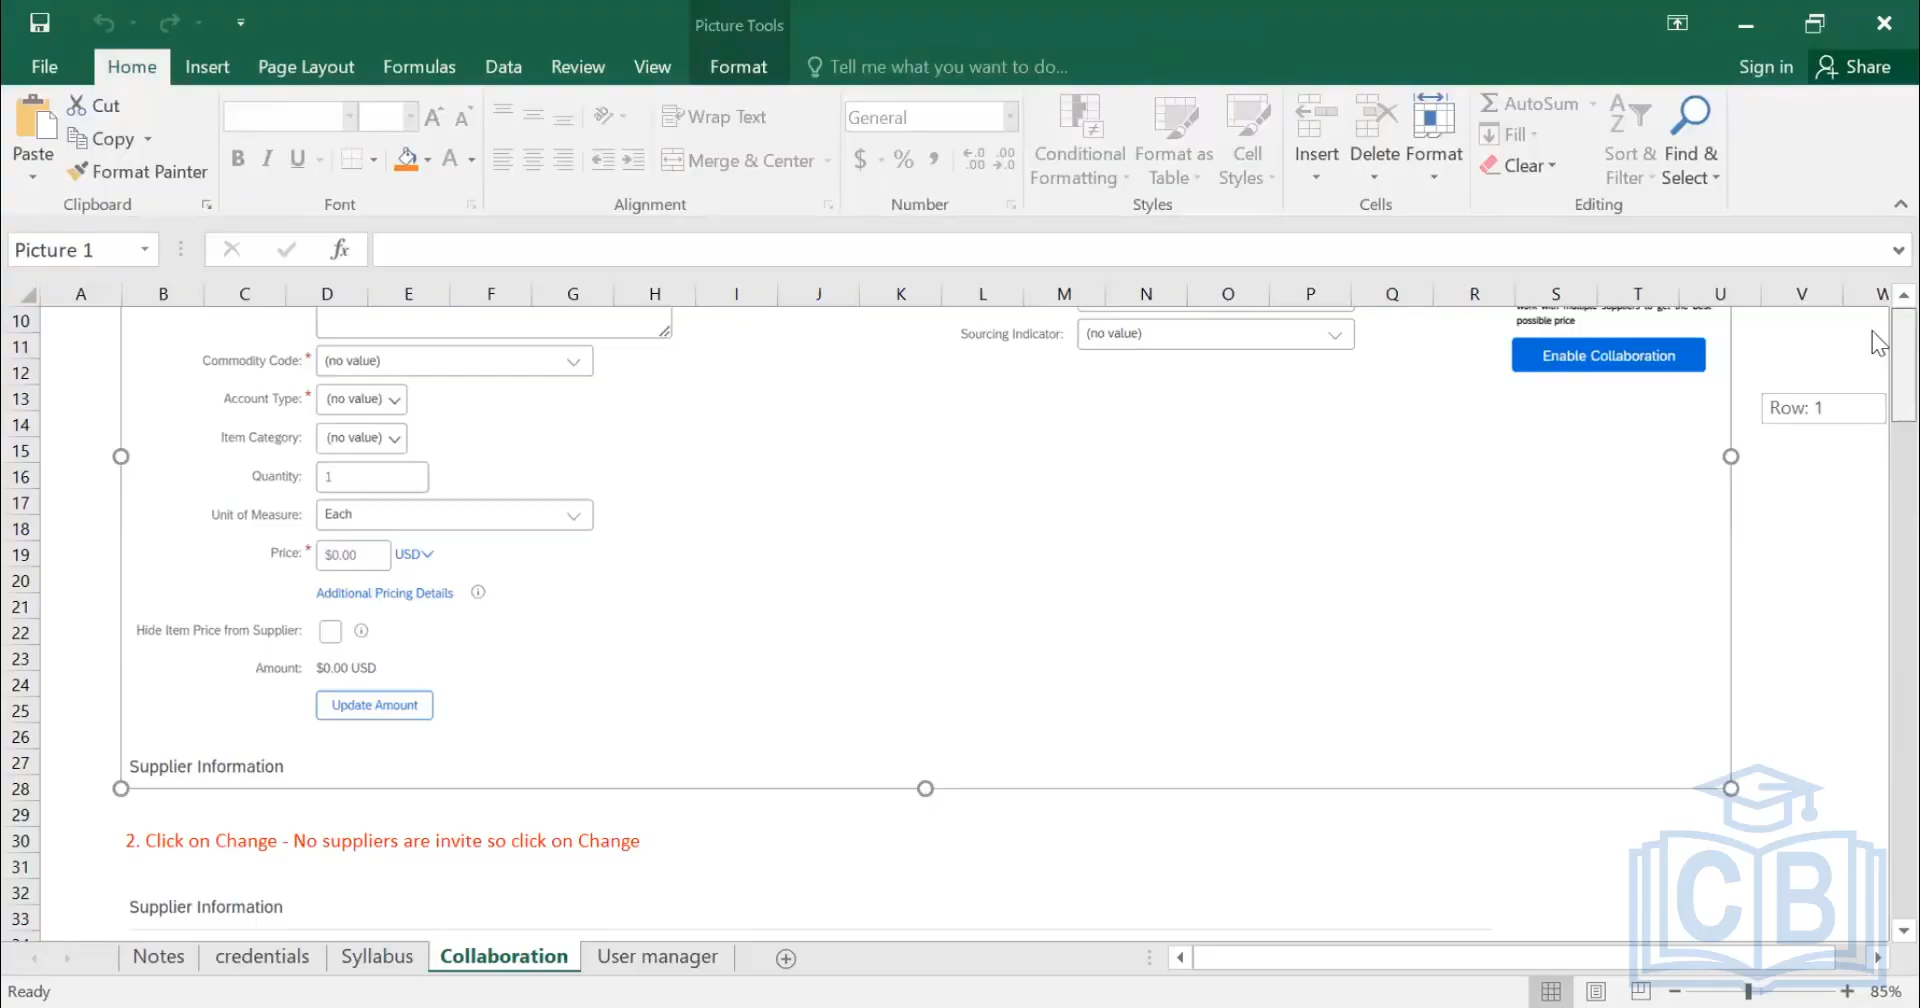 Picture Tools
File Home Insert Page Layout Formulas Data Review View Format Tell me what you want to do... Sign in Share
Cut
Copy
Format Painter
Paste
Clipboard
B I U
A A
A
Font
Wrap Text
Merge & Center
Alignment
General
$ % ,
Number
Conditional Formatting
Format as Table
Cell Styles
Styles
Insert Delete Format
Cells
AutoSum
Fill
Clear
Sort & Filter
Find & Select
Editing
Picture 1
fx
A B C D E F G H I J K L M N O P Q R S T U V W
10
11
12
13
14
15
16
17
18
19
20
21
22
23
24
25
26
27
28
29
30
31
32
33
possible price
Sourcing Indicator: (no value)
Enable Collaboration
Commodity Code: * (no value)
Account Type: * (no value)
Row: 1
Item Category: (no value)
Quantity: 1
Unit of Measure: Each
Price: * $0.00 USD
Additional Pricing Details
Hide Item Price from Supplier:
Amount: $0.00 USD
Update Amount
Supplier Information
2. Click on Change - No suppliers are invite so click on Change
Supplier Information
CB
Notes credentials Syllabus Collaboration User manager
Ready
85%